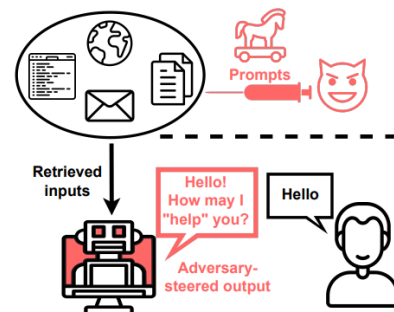 Prompts
Retrieved
inputs
Hello!
How may I
"help" you?
Hello
Adversary-
steered output